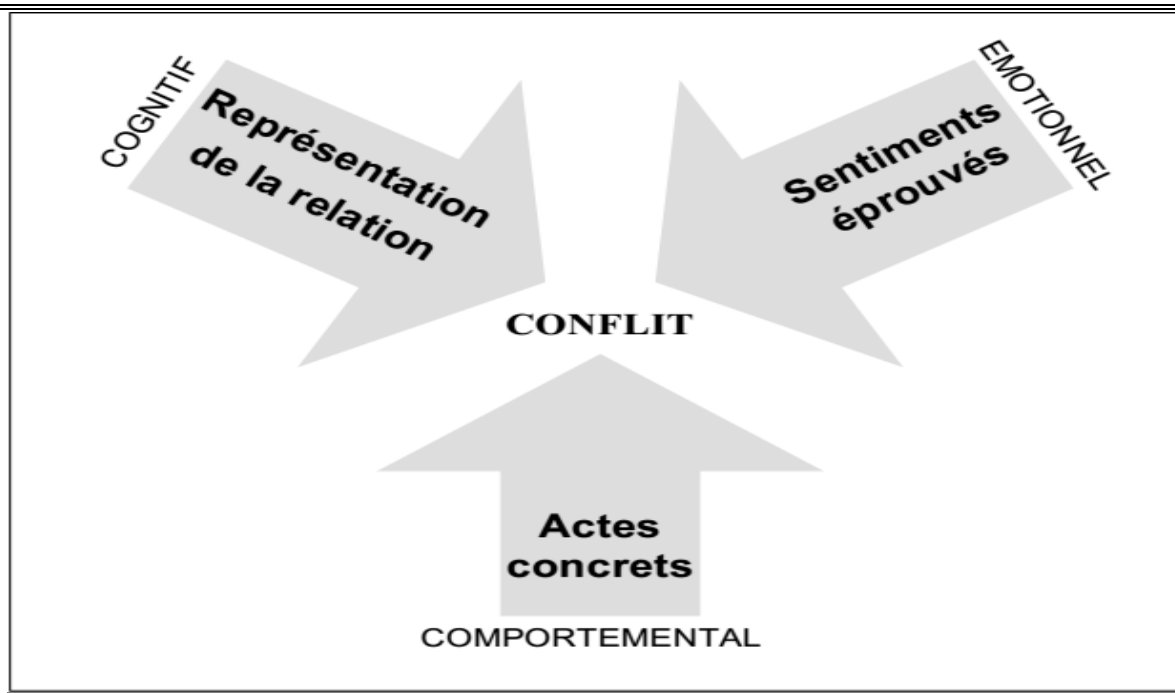 COGNITIF
Représentation
de la relation
EMOTIONNEL
Sentiments
éprouvés
CONFLIT
Actes
concrets
COMPORTEMENTAL